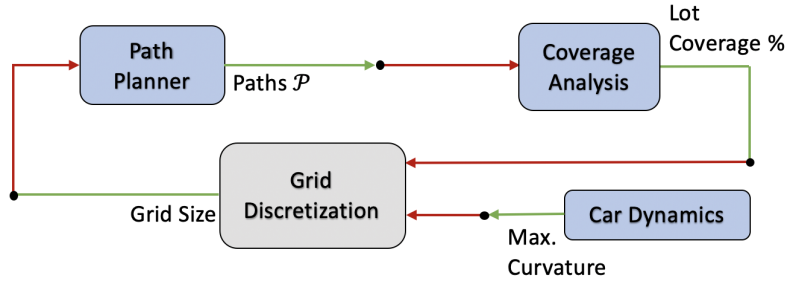 Path
Planner
Paths 𝒫
Coverage
Analysis
Lot
Coverage %
Grid
Discretization
Grid Size
Car Dynamics
Max.
Curvature